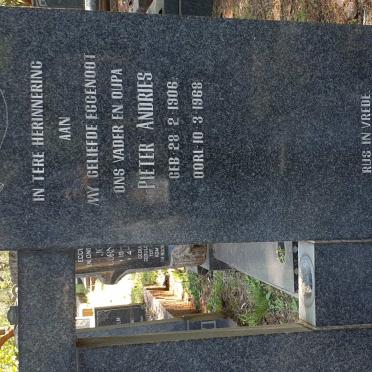 IN TERE HERINNERING
AAN
MY GELIEFDE EGGENOOT
ONS VADER EN OUPA
PIETER ANDRIES
GEB. 28·2·1906
OORL. 10·3·1968
RUS IN VREDE